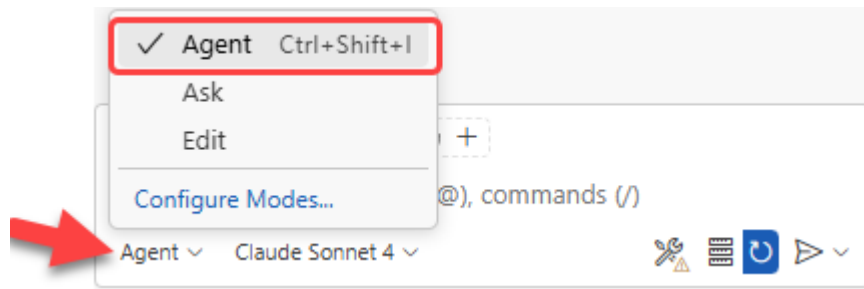 Agent Ctrl+Shift+I
Ask
Edit
Configure Modes...
@), commands (/)
Agent Claude Sonnet 4